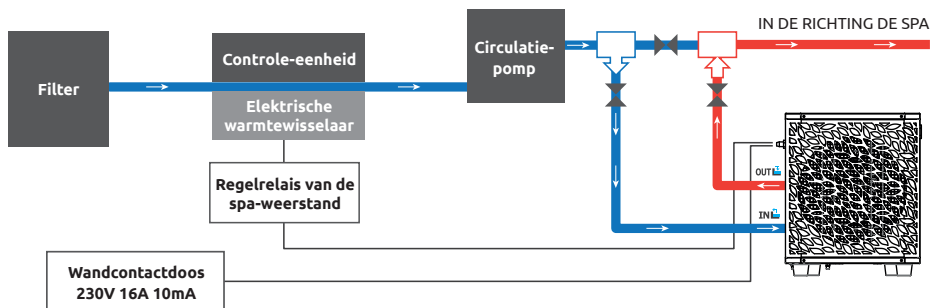 IN DE RICHTING DE SPA
Filter
Controle-eenheid
Elektrische
warmtewisselaar
Circulatie-
pomp
Regelrelais van de
spa-weerstand
OUT
IN
Wandcontactdoos
230V 16A 10mA